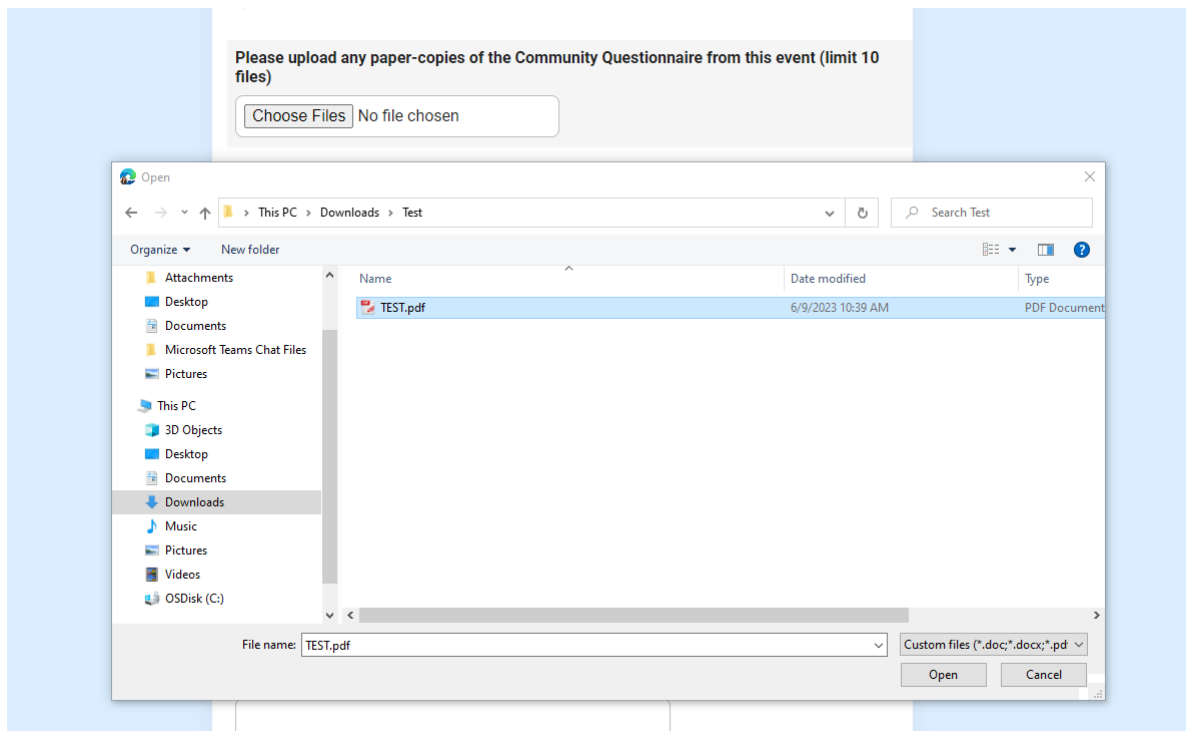 Please upload any paper-copies of the Community Questionnaire from this event (limit 10
files)
Choose Files No file chosen
Open
This PC > Downloads > Test
Search Test
Organize New folder
Name Date modified Type
Attachments
Desktop
Documents
Microsoft Teams Chat Files
Pictures
This PC
3D Objects
Desktop
Documents
Downloads
Music
Pictures
Videos
OSDisk (C:)
TEST.pdf 6/9/2023 10:39 AM PDF Document
File name: TEST.pdf Custom files (*.doc;*.docx;*.pd
Open Cancel